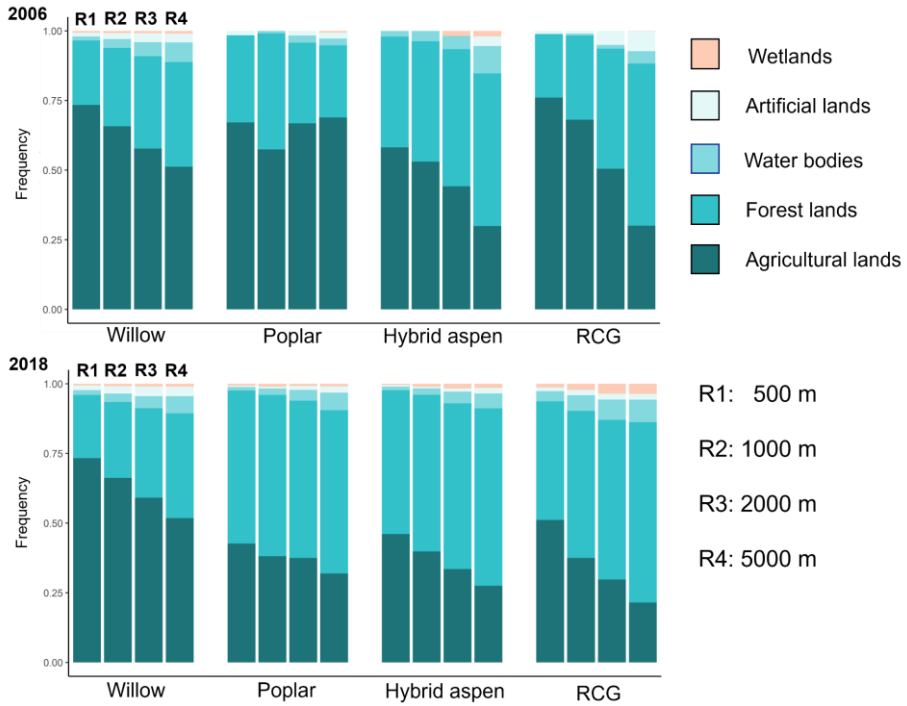 2006
R1 R2 R3 R4
1.00
0.75
0.50
0.25
0.00
Frequency
Willow Poplar Hybrid aspen RCG
Wetlands
Artificial lands
Water bodies
Forest lands
Agricultural lands
2018
R1 R2 R3 R4
1.00
0.75
0.50
0.25
0.00
Frequency
Willow Poplar Hybrid aspen RCG
R1: 500 m
R2: 1000 m
R3: 2000 m
R4: 5000 m